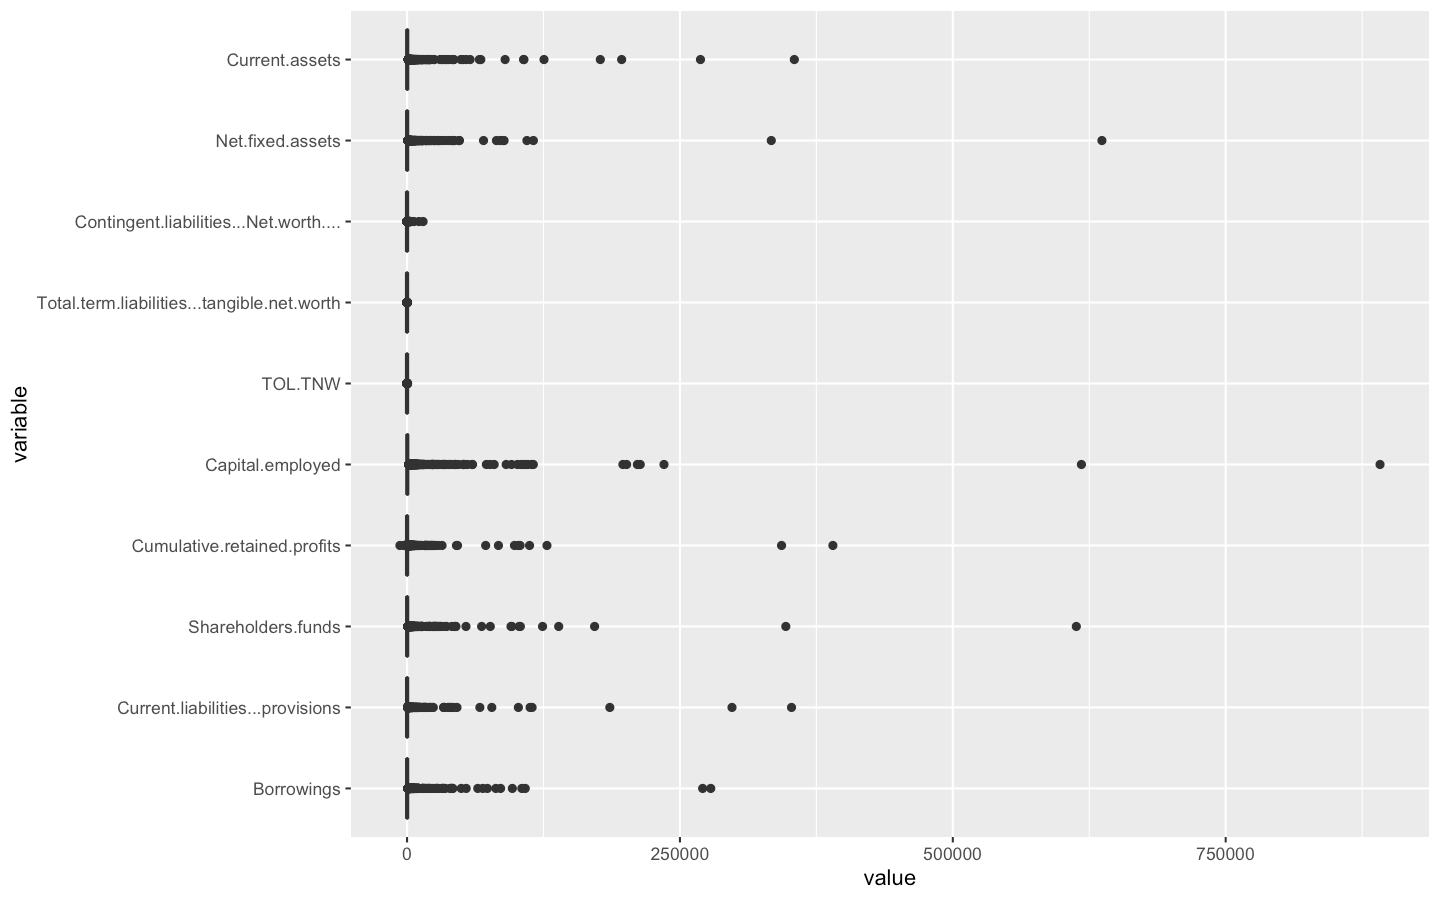 Current.assets
Net.fixed.assets
Contingent.liabilities...Net.worth....
Total.term.liabilities...tangible.net.worth
TOL.TNW
Capital.employed
Cumulative.retained.profits
Shareholders.funds
Current.liabilities...provisions
Borrowings
variable
0 250000 500000 750000
value